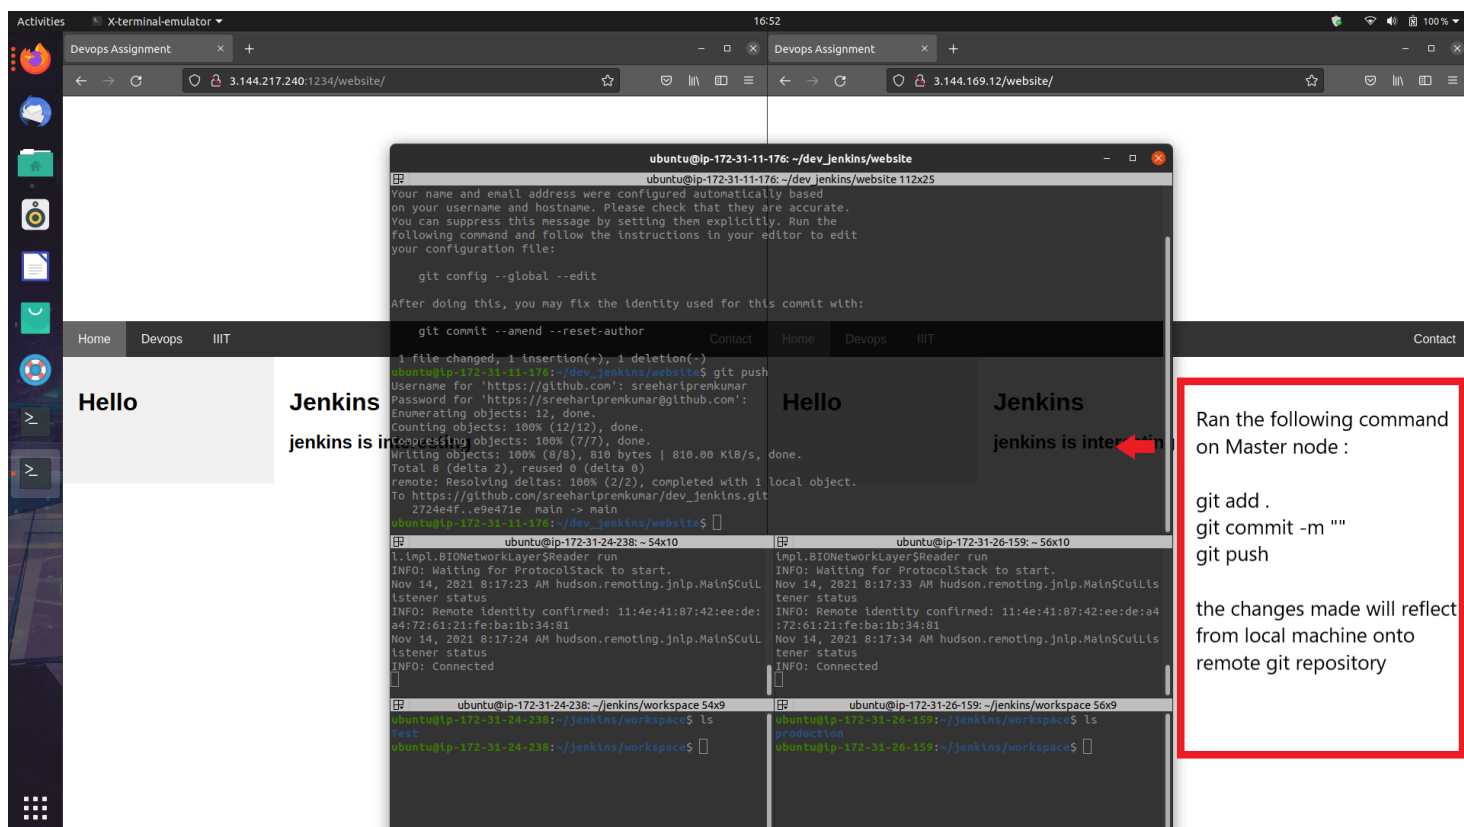 Activities
X-terminal-emulator
16:52
100 %
Devops Assignment
3.144.217.240:1234/website/
Devops Assignment
3.144.169.12/website/
ubuntu@ip-172-31-11-176: ~/dev_jenkins/website
ubuntu@ip-172-31-11-176: ~/dev_jenkins/website 112x25
Your name and email address were configured automatically based
on your username and hostname. Please check that they are accurate.
You can suppress this message by setting them explicitly. Run the
following command and follow the instructions in your editor to edit
your configuration file:
git config --global --edit
After doing this, you may fix the identity used for this commit with:
git commit --amend --reset-author
1 file changed, 1 insertion(+), 1 deletion(-)
ubuntu@ip-172-31-11-176:~/dev_jenkins/website$ git push
Username for 'https://github.com': sreeharipremkumar
Password for 'https://sreeharipremkumar@github.com':
Enumerating objects: 12, done.
Counting objects: 100% (12/12), done.
Compressing objects: 100% (7/7), done.
Writing objects: 100% (8/8), 810 bytes | 810.00 KiB/s, done.
Total 8 (delta 2), reused 0 (delta 0)
remote: Resolving deltas: 100% (2/2), completed with 1 local object.
To https://github.com/sreeharipremkumar/dev_jenkins.git
2724e4f..e9e471e  main -> main
ubuntu@ip-172-31-11-176:~/dev_jenkins/website$
Home Devops IIIT Contact
Hello
Jenkins
jenkins is interesting
Home Devops IIIT Contact
Hello
Jenkins
jenkins is interesting
ubuntu@ip-172-31-24-238: ~ 54x10
l.impl.BIONetworkLayer$Reader run
INFO: Waiting for ProtocolStack to start.
Nov 14, 2021 8:17:23 AM hudson.remoting.jnlp.Main$CuiL
istener status
INFO: Remote identity confirmed: 11:4e:41:87:42:ee:de:
a4:72:61:21:fe:ba:1b:34:81
Nov 14, 2021 8:17:24 AM hudson.remoting.jnlp.Main$CuiL
istener status
INFO: Connected
ubuntu@ip-172-31-26-159: ~ 56x10
impl.BIONetworkLayer$Reader run
INFO: Waiting for ProtocolStack to start.
Nov 14, 2021 8:17:33 AM hudson.remoting.jnlp.Main$CuiLis
tener status
INFO: Remote identity confirmed: 11:4e:41:87:42:ee:de:a4
:72:61:21:fe:ba:1b:34:81
Nov 14, 2021 8:17:34 AM hudson.remoting.jnlp.Main$CuiLis
tener status
INFO: Connected
ubuntu@ip-172-31-24-238: ~/jenkins/workspace 54x9
ubuntu@ip-172-31-24-238:~/jenkins/workspace$ ls
Test
ubuntu@ip-172-31-24-238:~/jenkins/workspace$
ubuntu@ip-172-31-26-159: ~/jenkins/workspace 56x9
ubuntu@ip-172-31-26-159:~/jenkins/workspace$ ls
production
ubuntu@ip-172-31-26-159:~/jenkins/workspace$
Ran the following command
on Master node :
git add .
git commit -m ""
git push
the changes made will reflect
from local machine onto
remote git repository